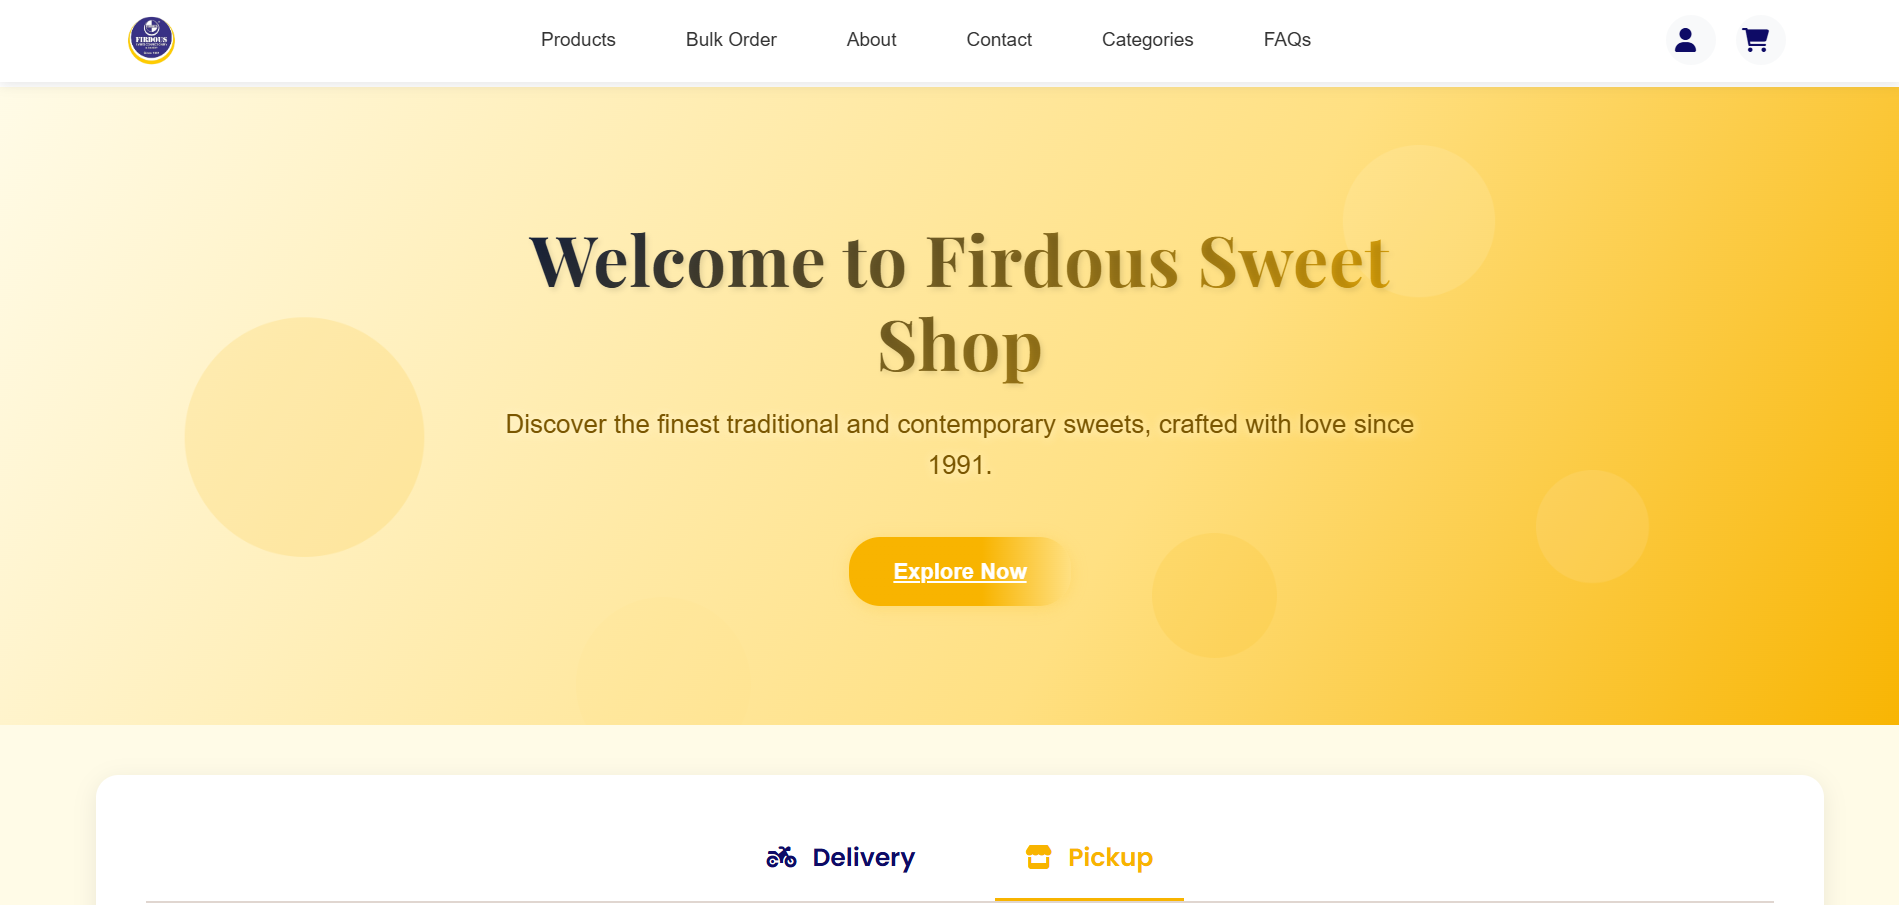 FIRDOUS
Products
Bulk Order
About
Contact
Categories
FAQs
Welcome to Firdous Sweet
Shop
Discover the finest traditional and contemporary sweets, crafted with love since
1991.
Explore Now
Delivery
Pickup